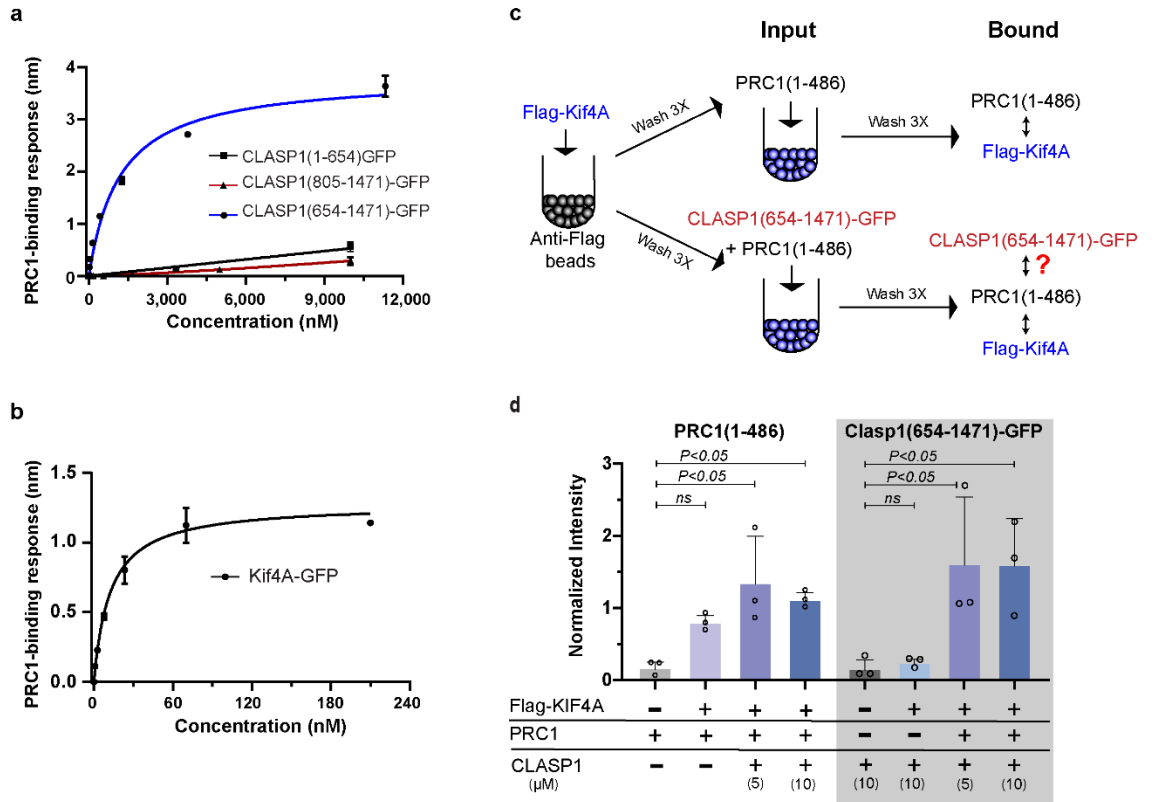 a
PRC1-binding response (nm)
4
3
2
1
0
0
3,000
6,000
9,000
12,000
Concentration (nM)
CLASP1(1-654)GFP
CLASP1(805-1471)-GFP
CLASP1(654-1471)-GFP
b
PRC1-binding response (nm)
1.5
1.0
0.5
0.0
0
60
120
180
240
Concentration (nM)
Kif4A-GFP
c
Input
Bound
Flag-Kif4A
Anti-Flag
beads
Wash 3X
PRC1(1-486)
Wash 3X
PRC1(1-486)
Flag-Kif4A
Wash 3X
CLASP1(654-1471)-GFP
+ PRC1(1-486)
Wash 3X
CLASP1(654-1471)-GFP
?
PRC1(1-486)
Flag-Kif4A
d
PRC1(1-486)
Clasp1(654-1471)-GFP
P<0.05
P<0.05
ns
P<0.05
P<0.05
ns
Normalized Intensity
3
2
1
0
Flag-KIF4A − + + + − + + +
PRC1 + + + + − − + +
CLASP1 − − + + + + + +
(µM) (5) (10) (10) (10) (5) (10)